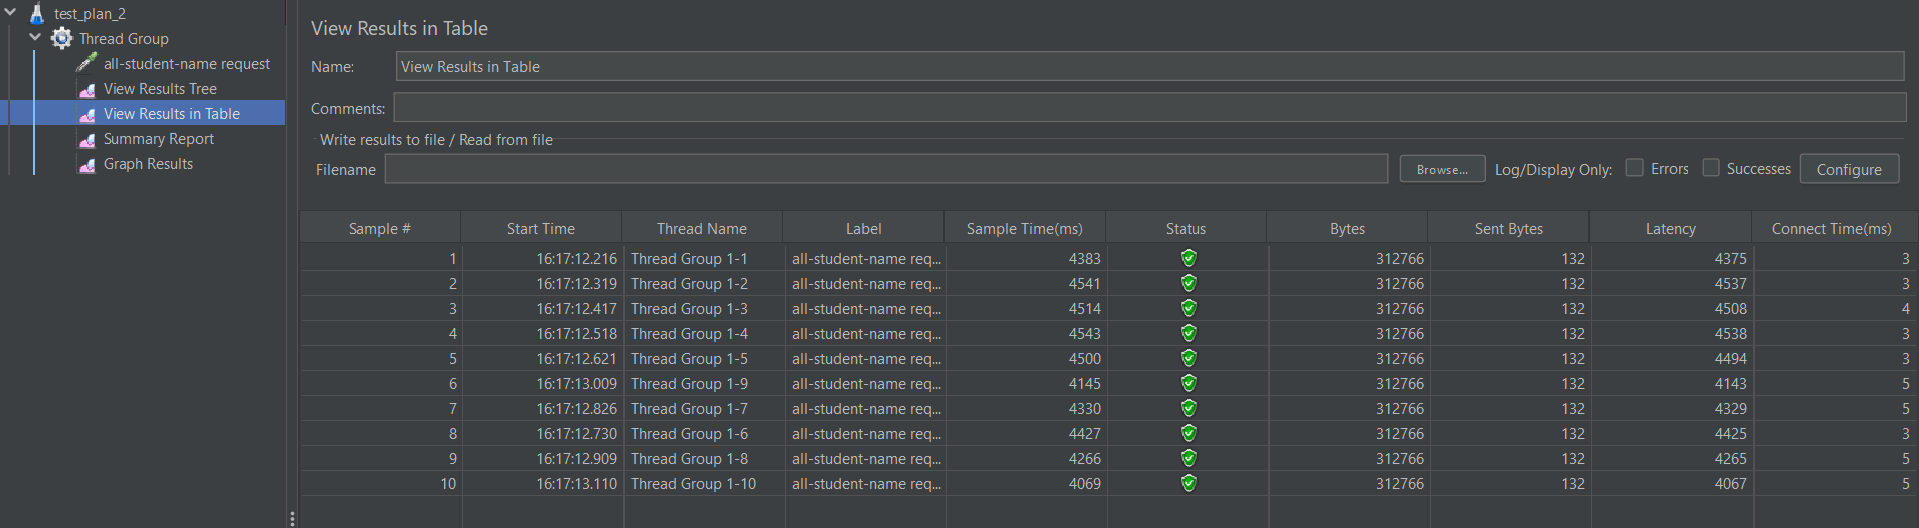 test_plan_2
Thread Group
all-student-name request
View Results Tree
View Results in Table
Summary Report
Graph Results
View Results in Table
Name: View Results in Table
Comments:
Write results to file / Read from file
Filename Browse... Log/Display Only: Errors Successes Configure
Sample # Start Time Thread Name Label Sample Time(ms) Status Bytes Sent Bytes Latency Connect Time(ms)
1 16:17:12.216 Thread Group 1-1 all-student-name req... 4383 312766 132 4375 3
2 16:17:12.319 Thread Group 1-2 all-student-name req... 4541 312766 132 4537 3
3 16:17:12.417 Thread Group 1-3 all-student-name req... 4514 312766 132 4508 4
4 16:17:12.518 Thread Group 1-4 all-student-name req... 4543 312766 132 4538 3
5 16:17:12.621 Thread Group 1-5 all-student-name req... 4500 312766 132 4494 3
6 16:17:13.009 Thread Group 1-9 all-student-name req... 4145 312766 132 4143 5
7 16:17:12.826 Thread Group 1-7 all-student-name req... 4330 312766 132 4329 5
8 16:17:12.730 Thread Group 1-6 all-student-name req... 4427 312766 132 4425 3
9 16:17:12.909 Thread Group 1-8 all-student-name req... 4266 312766 132 4265 5
10 16:17:13.110 Thread Group 1-10 all-student-name req... 4069 312766 132 4067 5